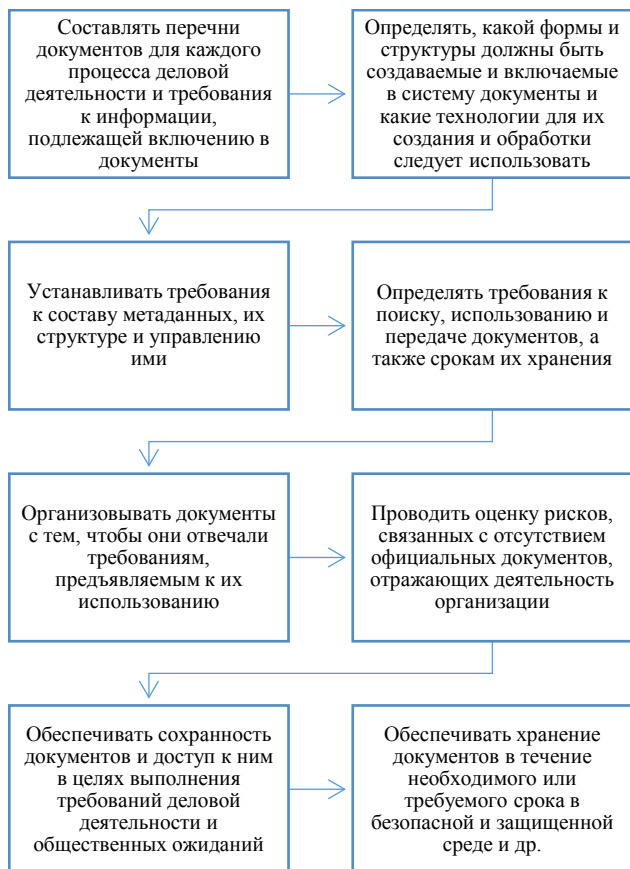 Составлять перечни
документов для каждого
процесса деловой
деятельности и требования
к информации,
подлежащей включению в
документы
Определять, какой формы и
структуры должны быть
создаваемые и включаемые
в систему документы и
какие технологии для их
создания и обработки
следует использовать
Устанавливать требования
к составу метаданных, их
структуре и управлению
ими
Определять требования к
поиску, использованию и
передаче документов, а
также срокам их хранения
Организовывать документы
с тем, чтобы они отвечали
требованиям,
предъявляемым к их
использованию
Проводить оценку рисков,
связанных с отсутствием
официальных документов,
отражающих деятельность
организации
Обеспечивать сохранность
документов и доступ к ним
в целях выполнения
требований деловой
деятельности и
общественных ожиданий
Обеспечивать хранение
документов в течение
необходимого или
требуемого срока в
безопасной и защищенной
среде и др.